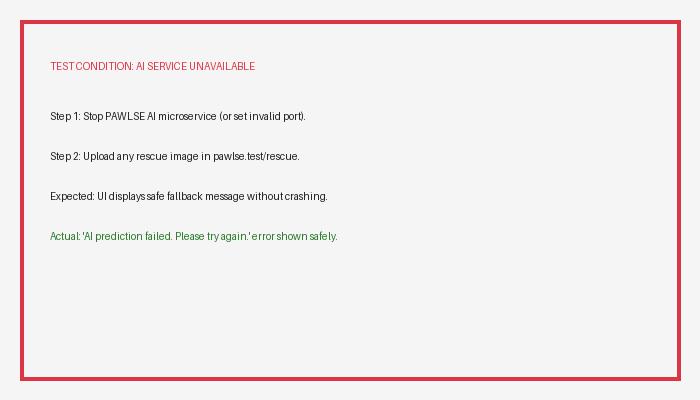 TEST CONDITION: AI SERVICE UNAVAILABLE
Step 1: Stop PAWLSE AI microservice (or set invalid port).
Step 2: Upload any rescue image in pawlse.test/rescue.
Expected: UI displays safe fallback message without crashing.
Actual: 'AI prediction failed. Please try again.' error shown safely.